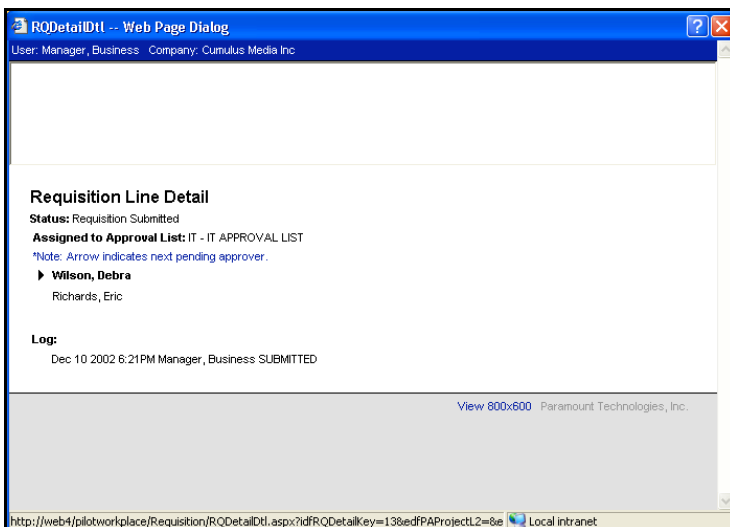 RQDetailDtl -- Web Page Dialog
User: Manager, Business Company: Cumulus Media Inc
Requisition Line Detail
Status: Requisition Submitted
Assigned to Approval List: IT - IT APPROVAL LIST
*Note: Arrow indicates next pending approver.
Wilson, Debra
Richards, Eric
Log:
Dec 10 2002 6:21PM Manager, Business SUBMITTED
View 800x600 Paramount Technologies, Inc.
http://web4/pilotworkplace/Requisition/RQDetailDtl.aspx?idfRQDetailKey=13&edfPAProjectL2=&e Local intranet